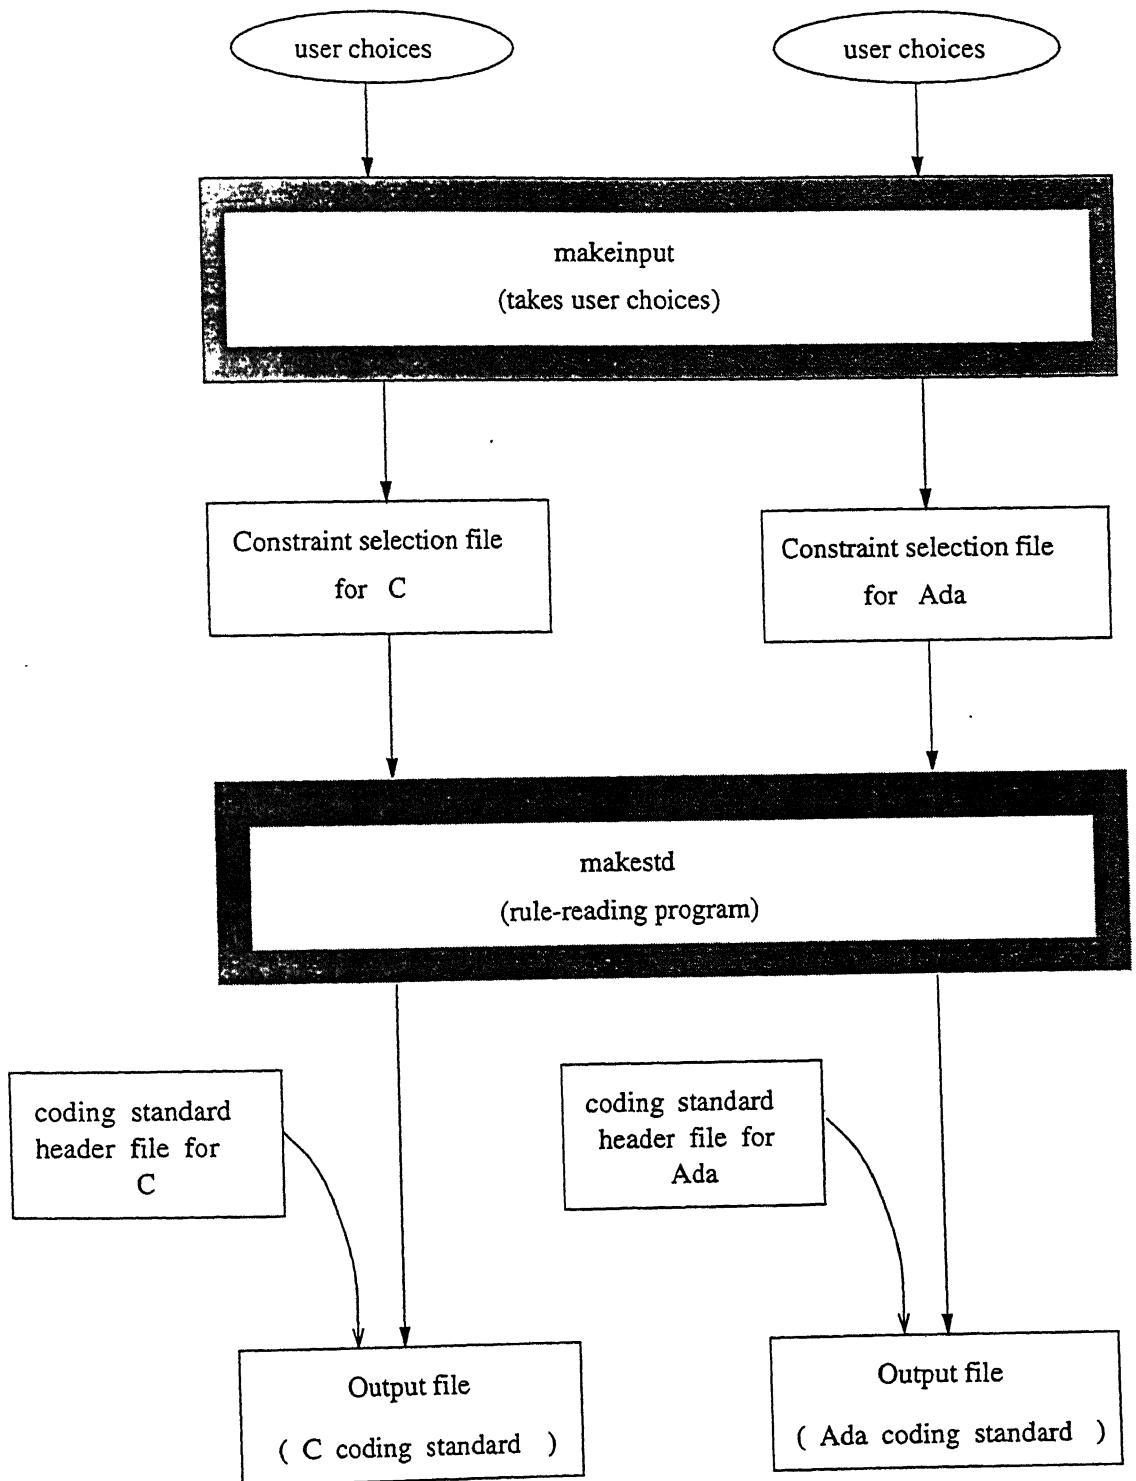 user choices
user choices
makeinput
(takes user choices)
Constraint selection file
for C
Constraint selection file
for Ada
makestd
(rule-reading program)
coding standard
header file for
C
coding standard
header file for
Ada
Output file
( C coding standard )
Output file
( Ada coding standard )